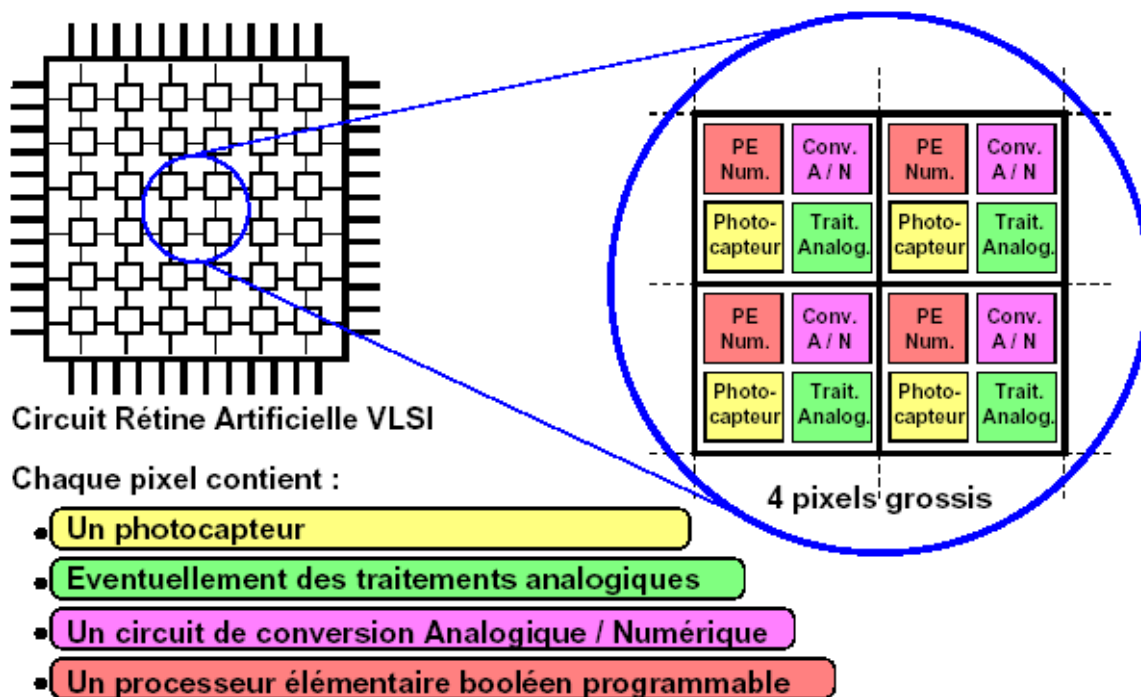 PE Conv. PE Conv.
Num. A / N Num. A / N
Photo- Trait. Photo- Trait.
capteur Analog. capteur Analog.
PE Conv. PE Conv.
Num. A / N Num. A / N
Photo- Trait. Photo- Trait.
capteur Analog. capteur Analog.
4 pixels grossis
Circuit Rétine Artificielle VLSI
Chaque pixel contient :
• Un photocapteur
• Eventuellement des traitements analogiques
• Un circuit de conversion Analogique / Numérique
• Un processeur élémentaire booléen programmable